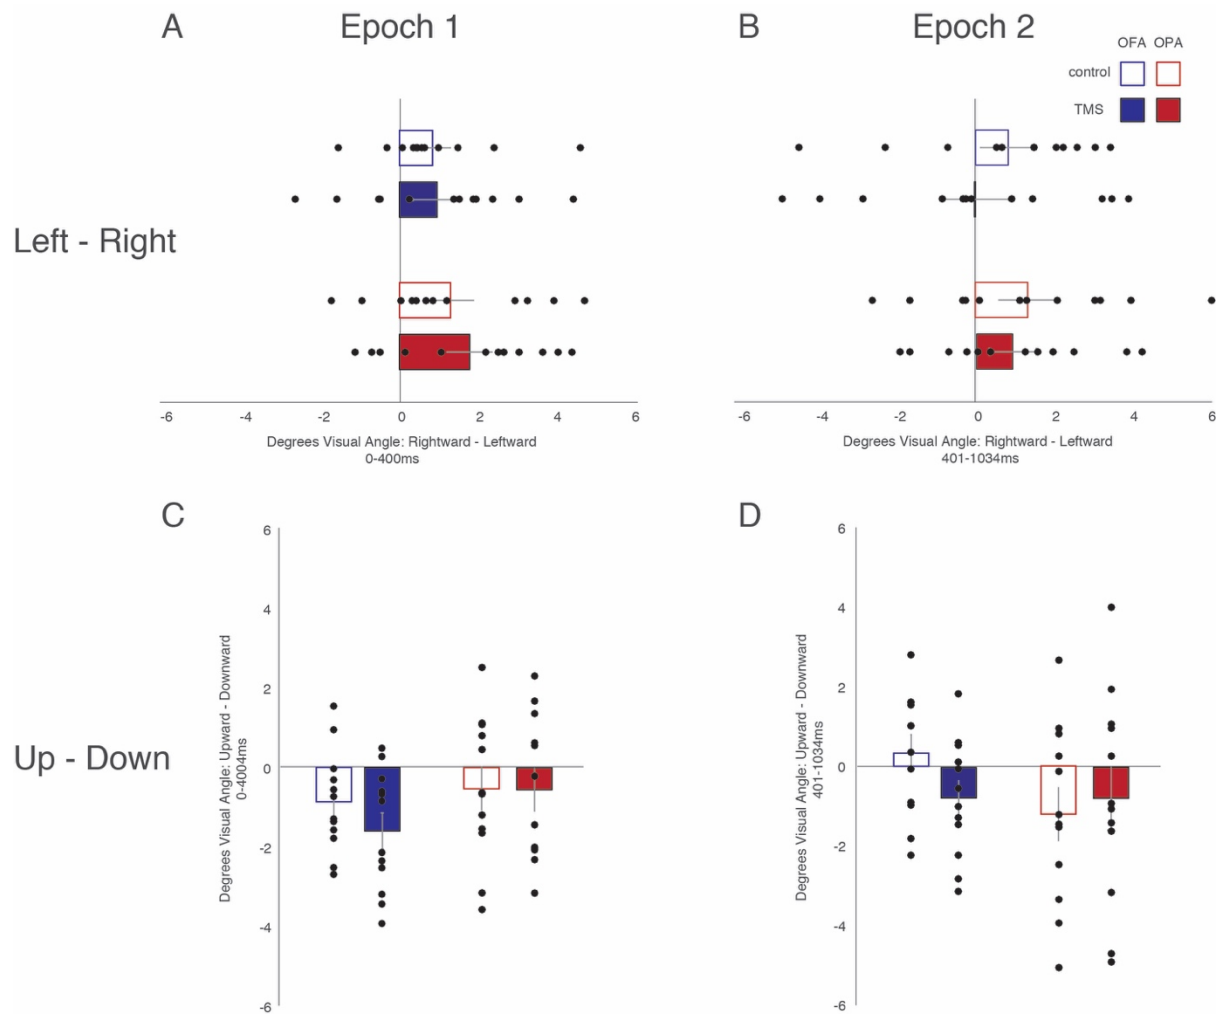 A Epoch 1
B Epoch 2
OFA OPA
control
TMS
Left - Right
-6 -4 -2 0 2 4 6
Degrees Visual Angle: Rightward - Leftward
0-400ms
-6 -4 -2 0 2 4 6
Degrees Visual Angle: Rightward - Leftward
401-1034ms
Up - Down
C
6
4
2
0
-2
-4
-6
Degrees Visual Angle: Upward - Downward
0-4004ms
D
6
4
2
0
-2
-4
-6
Degrees Visual Angle: Upward - Downward
401-1034ms